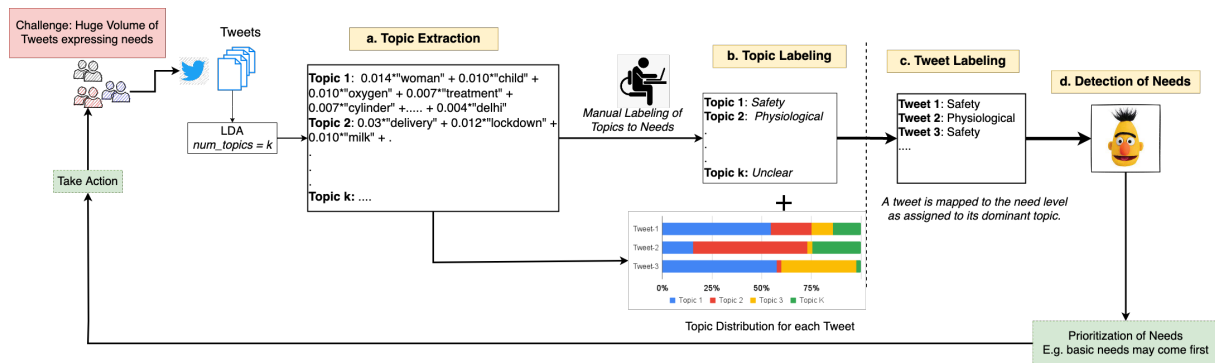 Challenge: Huge Volume of
Tweets expressing needs
Tweets
LDA
num_topics = k
Take Action
a. Topic Extraction
Topic 1:  0.014*"woman" + 0.010*"child" +
0.010*"oxygen" + 0.007*"treatment" +
0.007*"cylinder" +..... + 0.004*"delhi"
Topic 2: 0.03*"delivery" + 0.012*"lockdown" +
0.010*"milk" + .
.
.
.
Topic k: ....
Manual Labeling of
Topics to Needs
b. Topic Labeling
Topic 1: Safety
Topic 2:  Physiological
.
.
.
Topic k: Unclear
+
Tweet-1
Tweet-2
Tweet-3
0% 25% 50% 75%
Topic 1 Topic 2 Topic 3 Topic K
Topic Distribution for each Tweet
c. Tweet Labeling
Tweet 1: Safety
Tweet 2: Physiological
Tweet 3: Safety
....
A tweet is mapped to the need level
as assigned to its dominant topic.
d. Detection of Needs
Prioritization of Needs
E.g. basic needs may come first